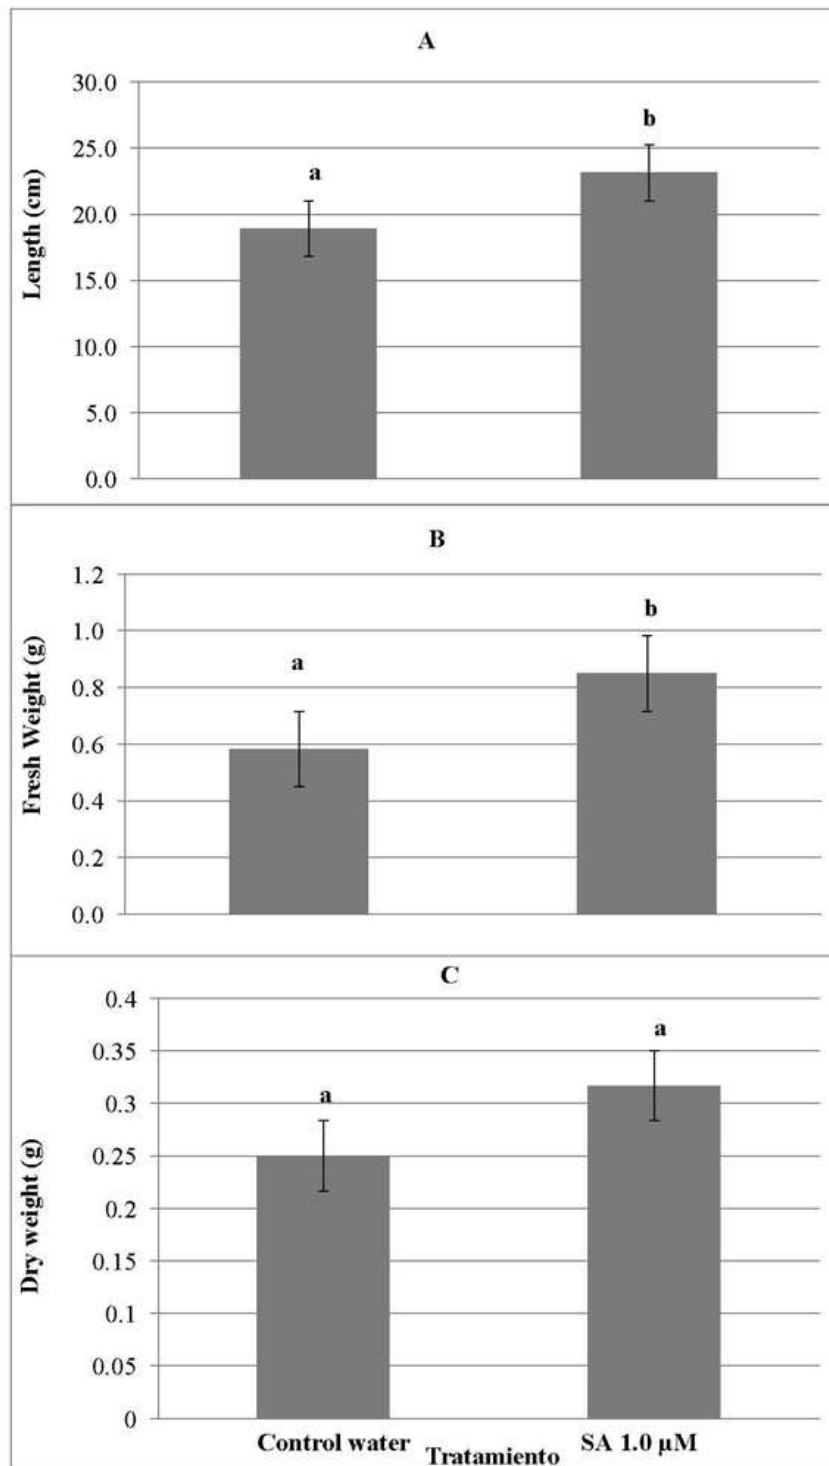 A
30.0
b
25.0
a
20.0
Length (cm)
15.0
10.0
5.0
0.0
B
1.2
b
1.0
a
0.8
Fresh Weight (g)
0.6
0.4
0.2
0.0
C
0.4
a
0.35
a
0.3
0.25
Dry weight (g)
0.2
0.15
0.1
0.05
0
Control water SA 1.0 µM
Tratamiento